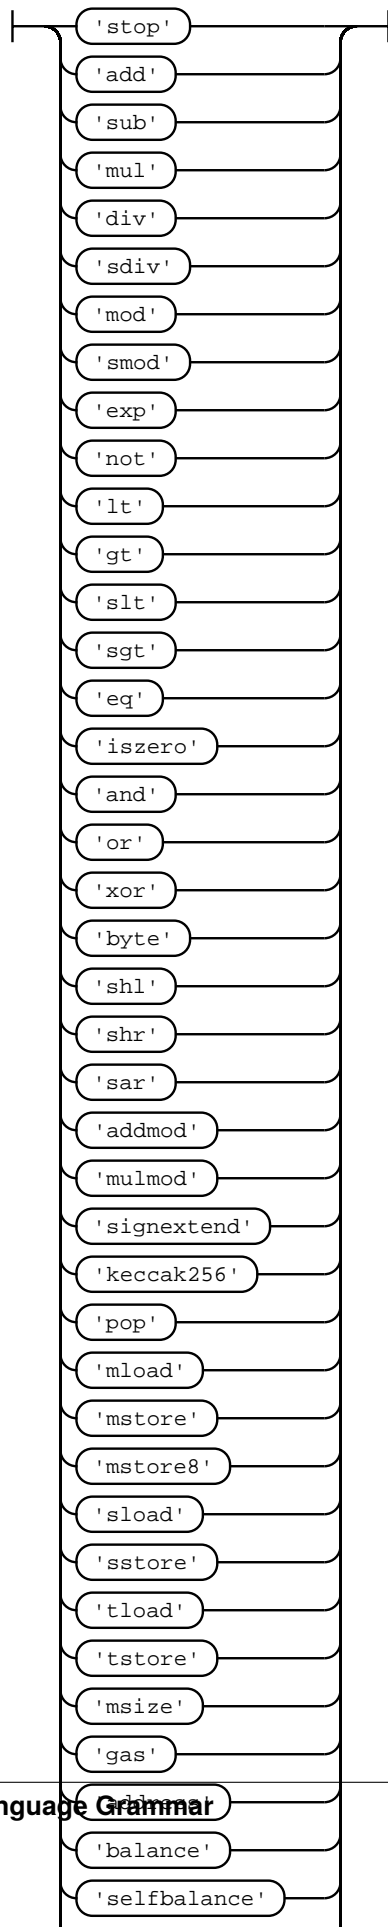 'stop'
'add'
'sub'
'mul'
'div'
'sdiv'
'mod'
'smod'
'exp'
'not'
'lt'
'gt'
'slt'
'sgt'
'eq'
'iszero'
'and'
'or'
'xor'
'byte'
'shl'
'shr'
'sar'
'addmod'
'mulmod'
'signextend'
'keccak256'
'pop'
'mload'
'mstore'
'mstore8'
'sload'
'sstore'
'tload'
'tstore'
'msize'
'gas'
nguage Grammar
'address'
'balance'
'selfbalance'